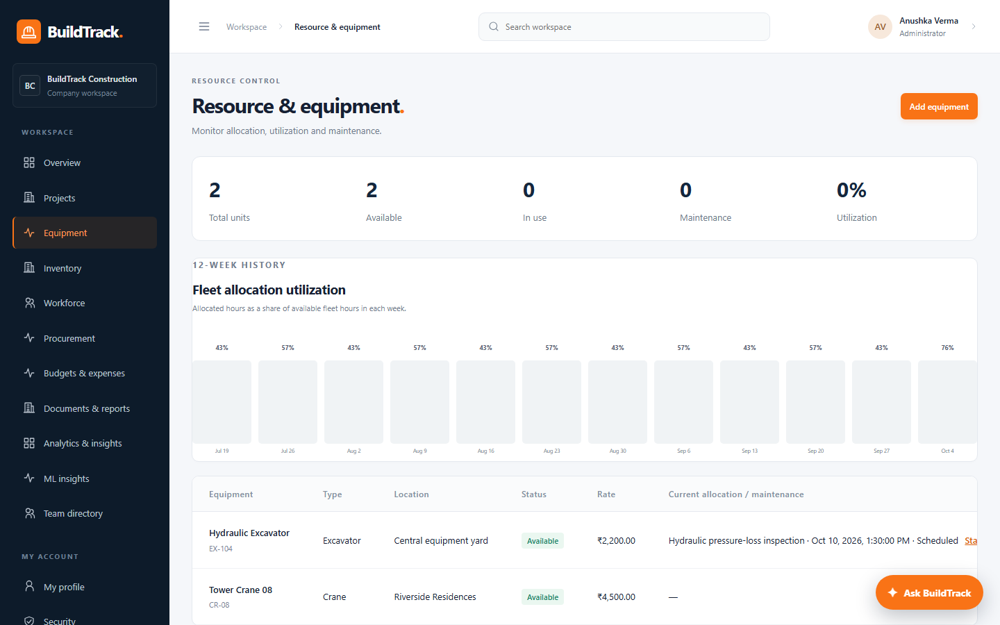 BuildTrack.
BC
BuildTrack Construction
Company workspace
WORKSPACE
Overview
Projects
Equipment
Inventory
Workforce
Procurement
Budgets & expenses
Documents & reports
Analytics & insights
ML insights
Team directory
MY ACCOUNT
My profile
Security
Workspace
Resource & equipment
Search workspace
AV
Anushka Verma
Administrator
RESOURCE CONTROL
Resource & equipment.
Monitor allocation, utilization and maintenance.
Add equipment
2 2 0 0 0%
Total units Available In use Maintenance Utilization
12-WEEK HISTORY
Fleet allocation utilization
Allocated hours as a share of available fleet hours in each week.
43% 57% 43% 57% 43% 57% 43% 57% 43% 57% 43% 76%
Jul 19 Jul 26 Aug 2 Aug 9 Aug 16 Aug 23 Aug 30 Sep 6 Sep 13 Sep 20 Sep 27 Oct 4
Equipment Type Location Status Rate Current allocation / maintenance
Hydraulic Excavator
EX-104
Excavator Central equipment yard Available ₹2,200.00 Hydraulic pressure-loss inspection · Oct 10, 2026, 1:30:00 PM · Scheduled Sta
Tower Crane 08
CR-08
Crane Riverside Residences Available ₹4,500.00 —
Ask BuildTrack